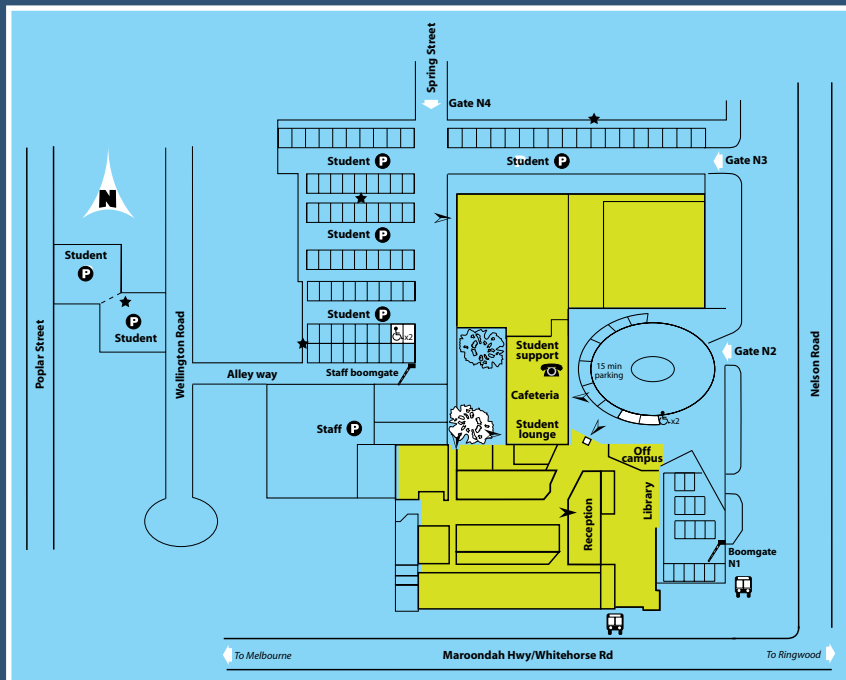 Spring Street
Gate N4
Student P
Student P
Gate N3
N
Student P
Student
P
P
Student
Student P
x2
Poplar Street
Wellington Road
Alley way
Staff boomgate
Student
support
Cafeteria
Student
lounge
15 min
parking
x2
Gate N2
Nelson Road
Staff P
Off
campus
Library
Reception
Boomgate
N1
To Melbourne
Maroondah Hwy/Whitehorse Rd
To Ringwood